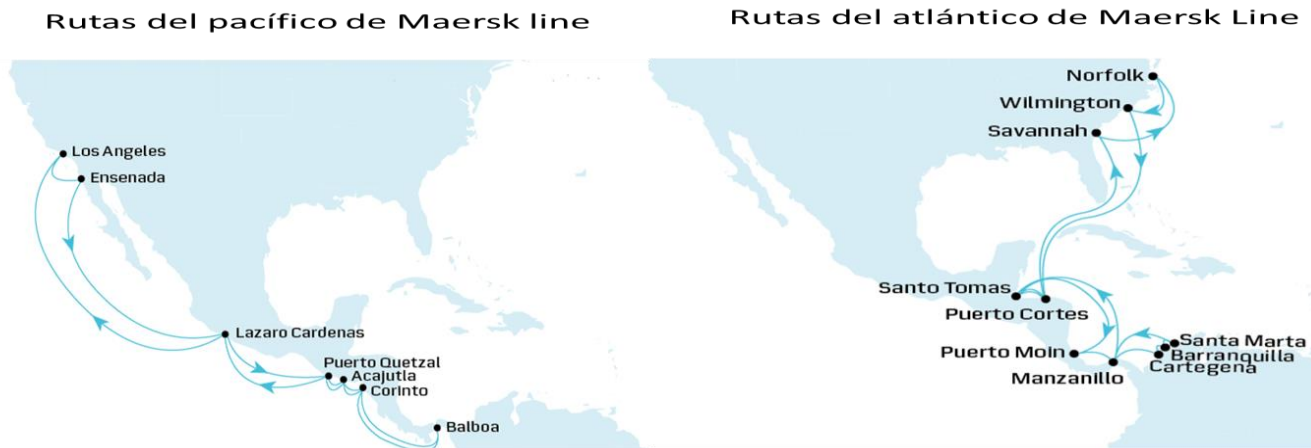 Rutas del pacífico de Maersk line
Los Angeles
Ensenada
Lazaro Cardenas
Puerto Quetzal
Acajutla
Corinto
Balboa
Rutas del atlántico de Maersk Line
Norfolk
Wilmington
Savannah
Santo Tomas
Puerto Cortes
Puerto Moin
Manzanillo
Santa Marta
Barranquilla
Cartegena